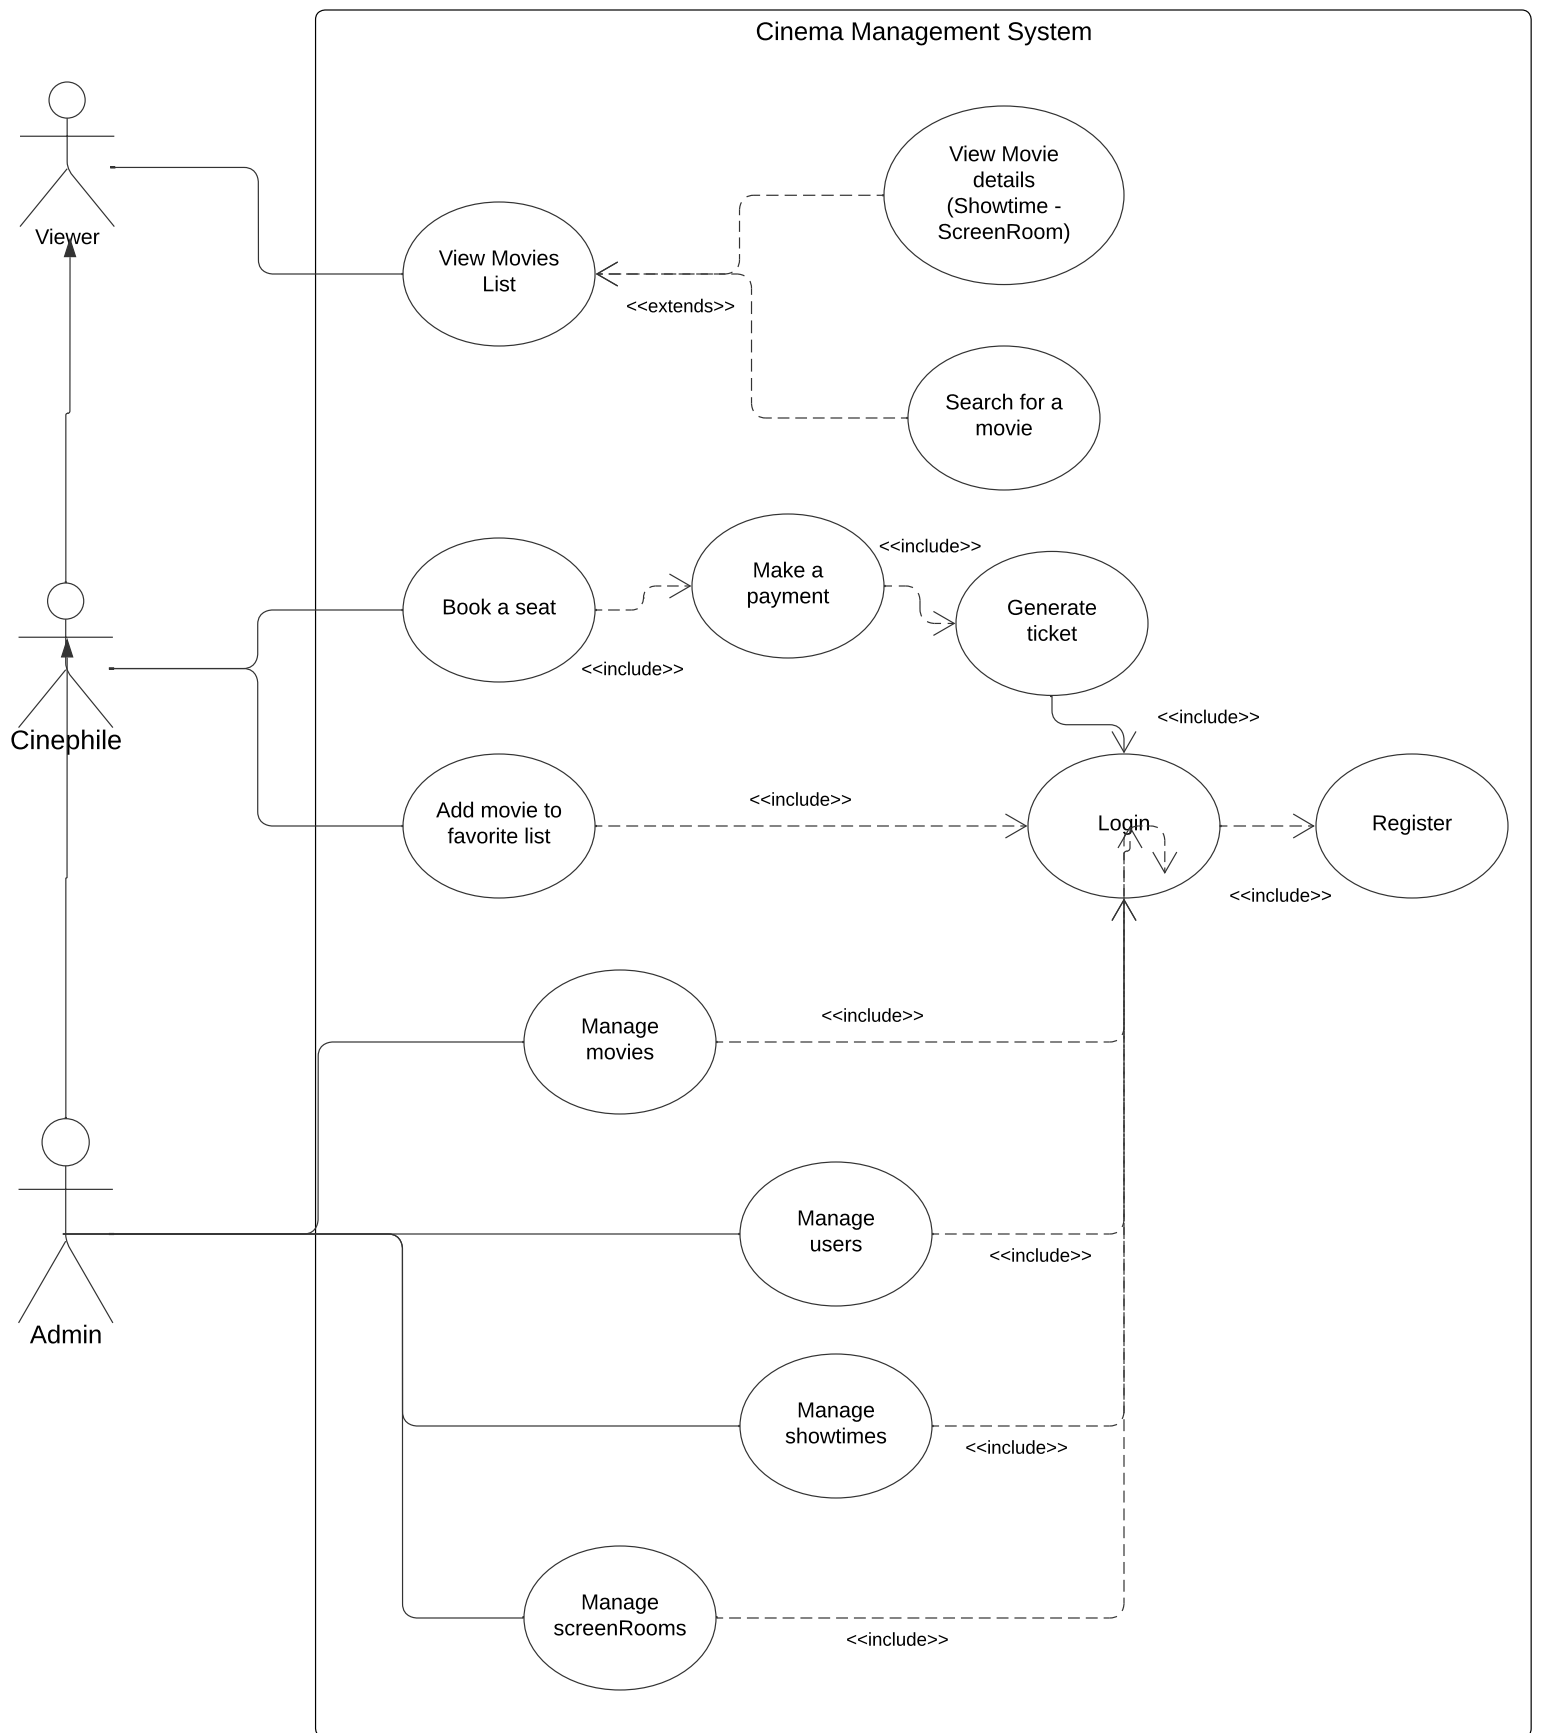 Cinema Management System
View Movie
details
(Showtime -
ScreenRoom)
Viewer
View Movies
List
<<extends>>
Search for a
movie
<<include>>
Make a
payment
Book a seat
Generate
ticket
<<include>>
<<include>>
Cinephile
<<include>>
Add movie to
favorite list
Login
Register
<<include>>
<<include>>
Manage
movies
Manage
users
<<include>>
Admin
Manage
showtimes
<<include>>
Manage
screenRooms
<<include>>